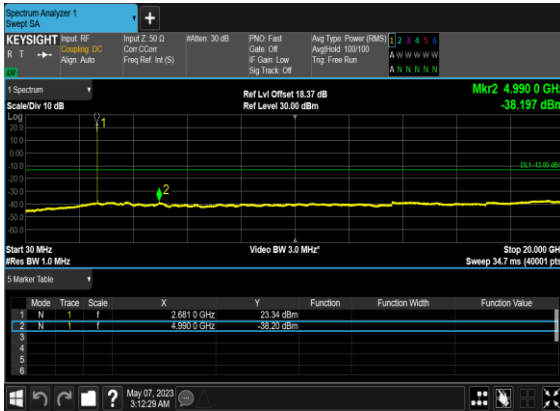 Spectrum Analyzer 1
Swept SA
+
KEYSIGHT
R T
LW
Input: RF
Coupling: DC
Align: Auto
Input Z: 50 Ω
Corr CCorr
Freq Ref: Int (S)
#Atten: 30 dB
PNO: Fast
Gate: Off
IF Gain: Low
Sig Track: Off
Avg Type: Power (RMS)
Avg|Hold: 100/100
Trig: Free Run
1 2 3 4 5 6
A W W W W W
A N N N N N
1 Spectrum
Scale/Div 10 dB
Ref Lvl Offset 18.37 dB
Ref Level 30.00 dBm
Mkr2 4.990 0 GHz
-38.197 dBm
Log
20.0
10.0
0.00
-10.0
-20.0
-30.0
-40.0
-50.0
-60.0
1
2
DL1 -13.00 dBm
Start 30 MHz
#Res BW 1.0 MHz
Video BW 3.0 MHz*
Stop 20.000 GHz
Sweep 34.7 ms (40001 pts)
5 Marker Table
Mode Trace Scale X Y Function Function Width Function Value
1 N 1 f 2.681 0 GHz 23.34 dBm
2 N 1 f 4.990 0 GHz -38.20 dBm
3
4
5
6
?
May 07, 2023
3:12:29 AM